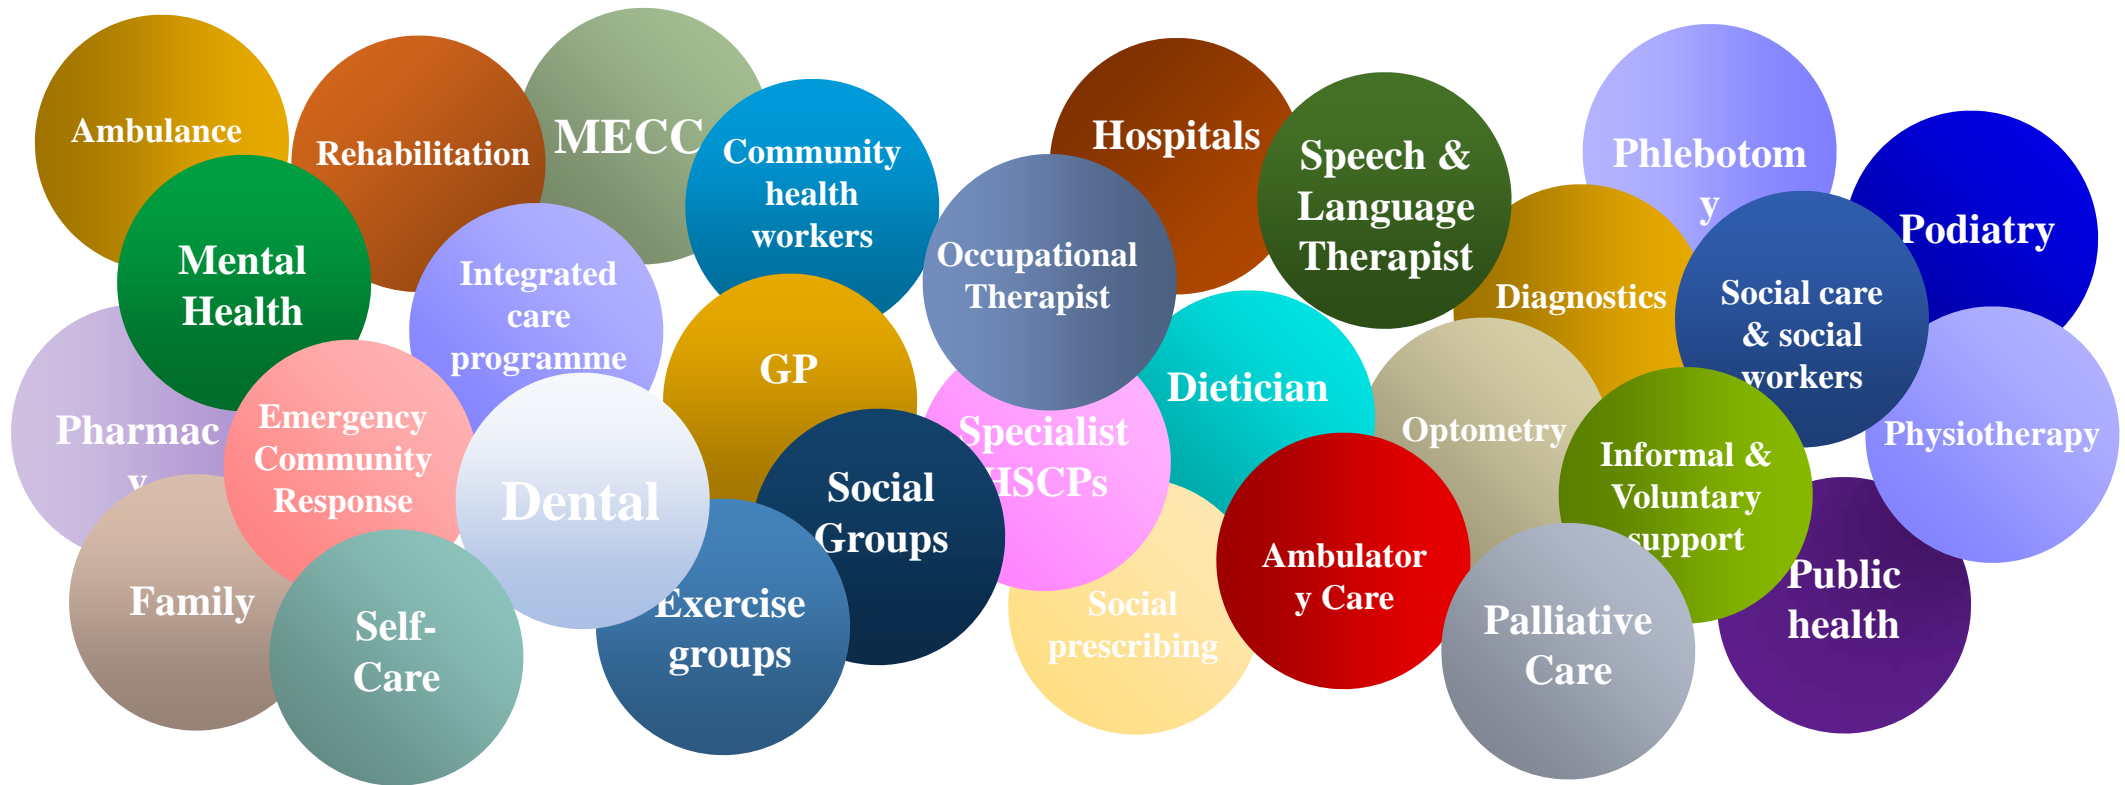 Ambulance
Rehabilitation
MECC
Community
health
workers
Hospitals
Speech &
Language
Therapist
Phlebotom
y
Podiatry
Mental
Health
Integrated
care
programme
Occupational
Therapist
Diagnostics
Social care
& social
workers
Pharmac
y
Emergency
Community
Response
GP
Specialist
HSCPs
Dietician
Optometry
Informal &
Voluntary
support
Physiotherapy
Family
Self-
Care
Dental
Exercise
groups
Social
Groups
Social
prescribing
Ambulator
y Care
Palliative
Care
Public
health